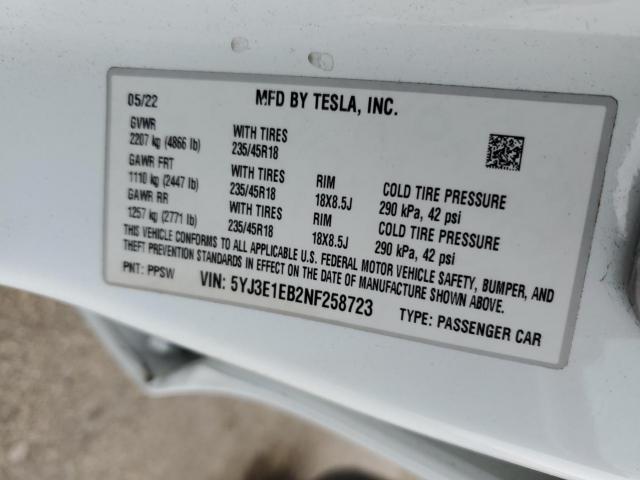 05/22 MFD BY TESLA, INC.
GVWR
2207 kg (4866 lb) WITH TIRES
235/45R18
GAWR FRT
1110 kg (2447 lb) WITH TIRES
235/45R18 RIM
18X8.5J COLD TIRE PRESSURE
290 kPa, 42 psi
GAWR RR
1257 kg (2771 lb) WITH TIRES
235/45R18 RIM
18X8.5J COLD TIRE PRESSURE
290 kPa, 42 psi
THIS VEHICLE CONFORMS TO ALL APPLICABLE U.S. FEDERAL MOTOR VEHICLE SAFETY, BUMPER, AND
THEFT PREVENTION STANDARDS IN EFFECT ON THE DATE OF MANUFACTURE SHOWN ABOVE.
PNT: PPSW VIN: 5YJ3E1EB2NF258723 TYPE: PASSENGER CAR